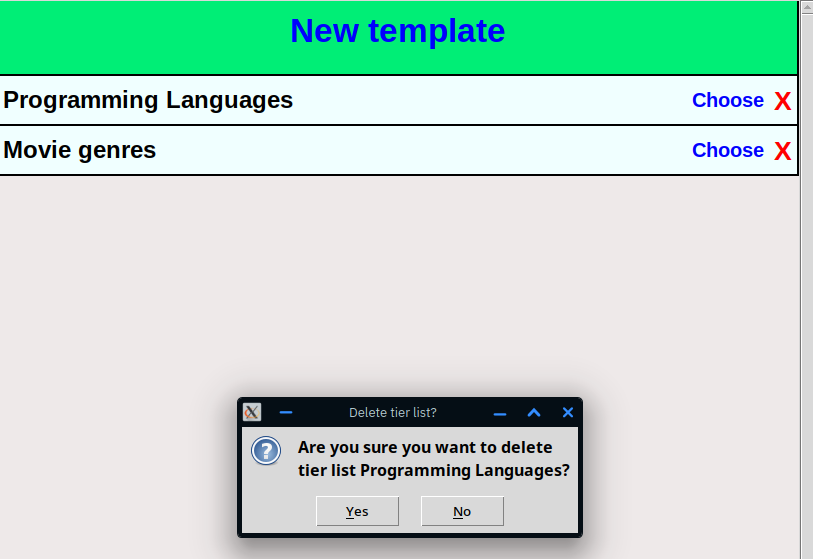 New template
Programming Languages Choose X
Movie genres Choose X
Delete tier list?
Are you sure you want to delete
tier list Programming Languages?
Yes No